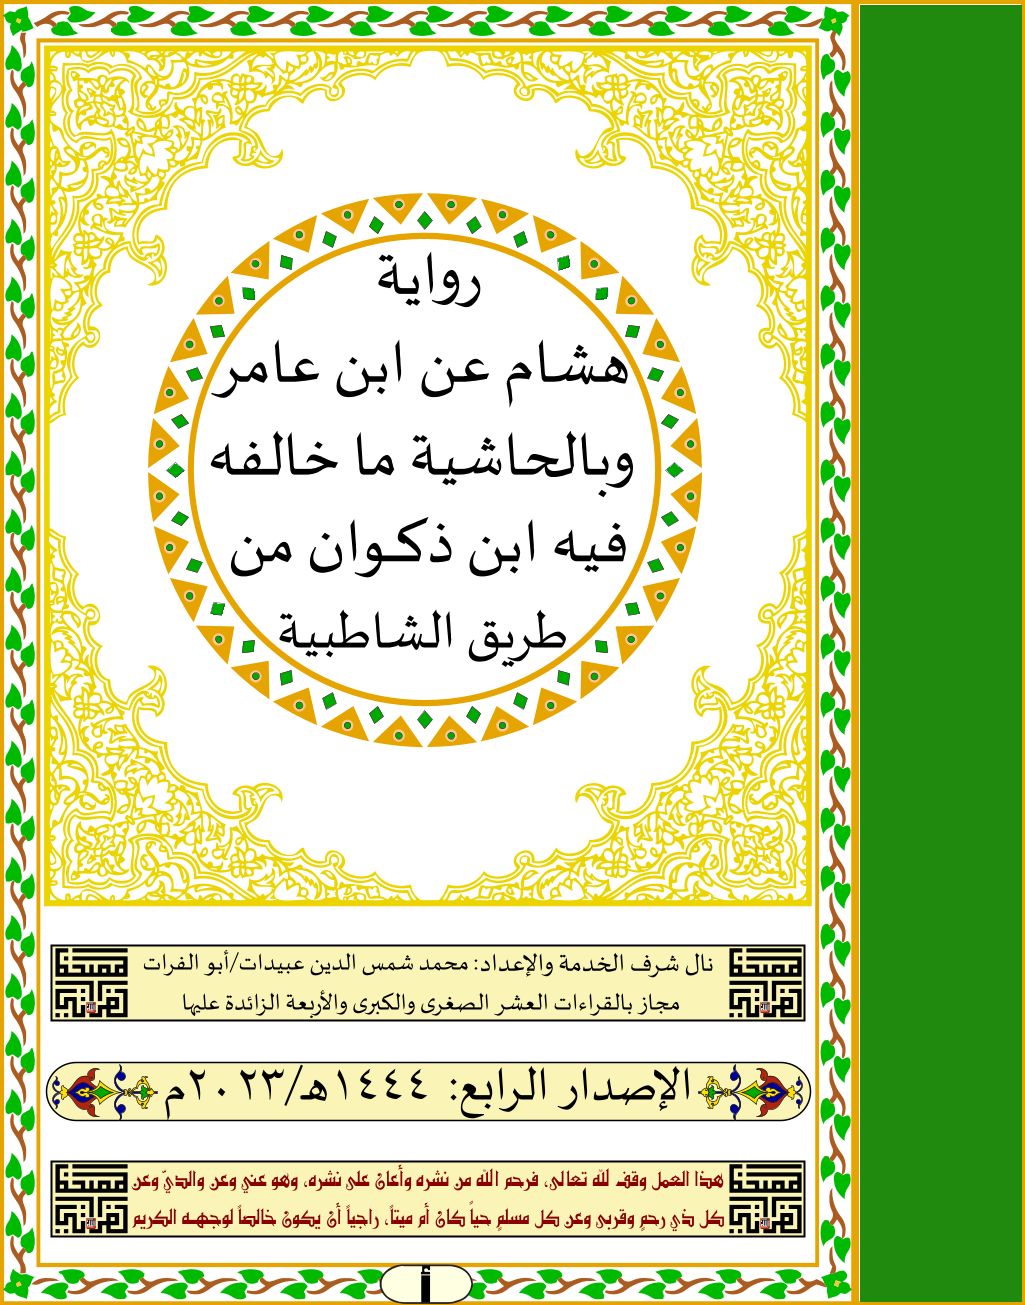 رواية
هشام عن ابن عامر
وبالحاشية ما خالفه
فيه ابن ذكوان من
طريق الشاطبية
نال شرف الخدمة والإعداد: محمد شمس الدين عبيدات/أبو الفرات
مجاز بالقراءات العشر الصغرى والكبرى والأربعة الزائدة عليها
الإصدار الرابع: ١٤٤٤هـ/٢٠٢٣م
هذا العمل وقف لله تعالى، فرحم الله من نشره وأعان على نشره، وهو عني وعن والديّ وعن
كل ذي رحمٍ وقربى وعن كل مسلمٍ حياً كان أم ميتاً، راجياً أن يكون خالصاً لوجهه الكريم
أ